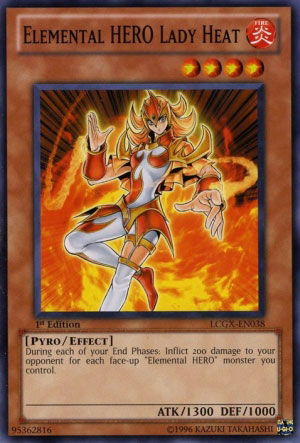 ELEMENTAL HERO LADY HEAT
FIRE
炎
1st Edition
LCGX-EN038
[PYRO/EFFECT]
During each of your End Phases: Inflict 200 damage to your
opponent for each face-up "Elemental HERO" monster you
control.
ATK/1300 DEF/1000
95362816
©1996 KAZUKI TAKAHASHI